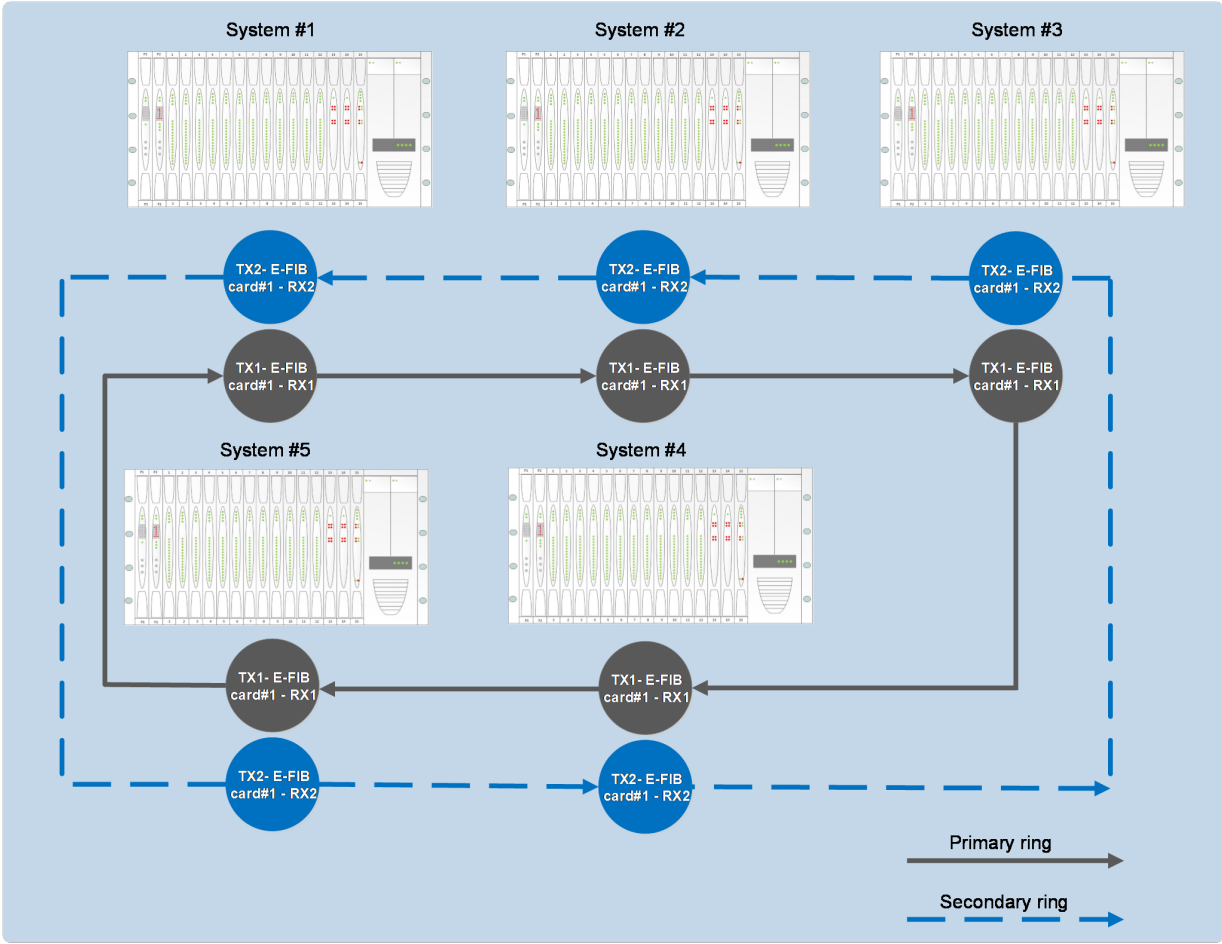 System #1
System #2
System #3
TX2- E-FIB
card#1 - RX2
TX2- E-FIB
card#1 - RX2
TX2- E-FIB
card#1 - RX2
TX1- E-FIB
card#1 - RX1
TX1- E-FIB
card#1 - RX1
TX1- E-FIB
card#1 - RX1
System #5
System #4
TX1- E-FIB
card#1 - RX1
TX1- E-FIB
card#1 - RX1
TX2- E-FIB
card#1 - RX2
TX2- E-FIB
card#1 - RX2
Primary ring
Secondary ring